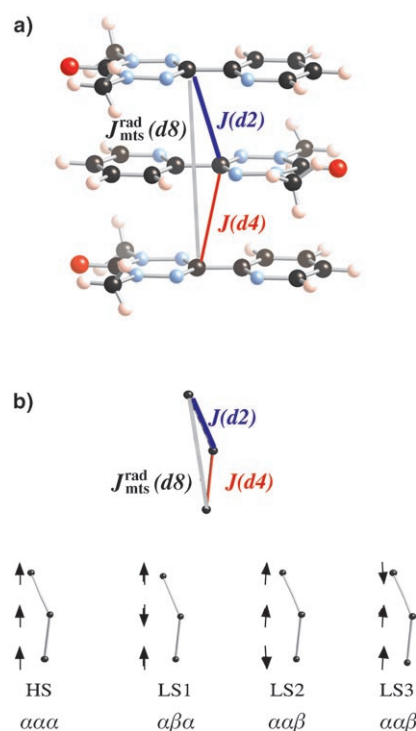 a)
J^rad_mts(d8)
J(d2)
J(d4)
b)
J(d2)
J^rad_mts(d8)
J(d4)
HS LS1 LS2 LS3
ααα αβα ααβ ααβ